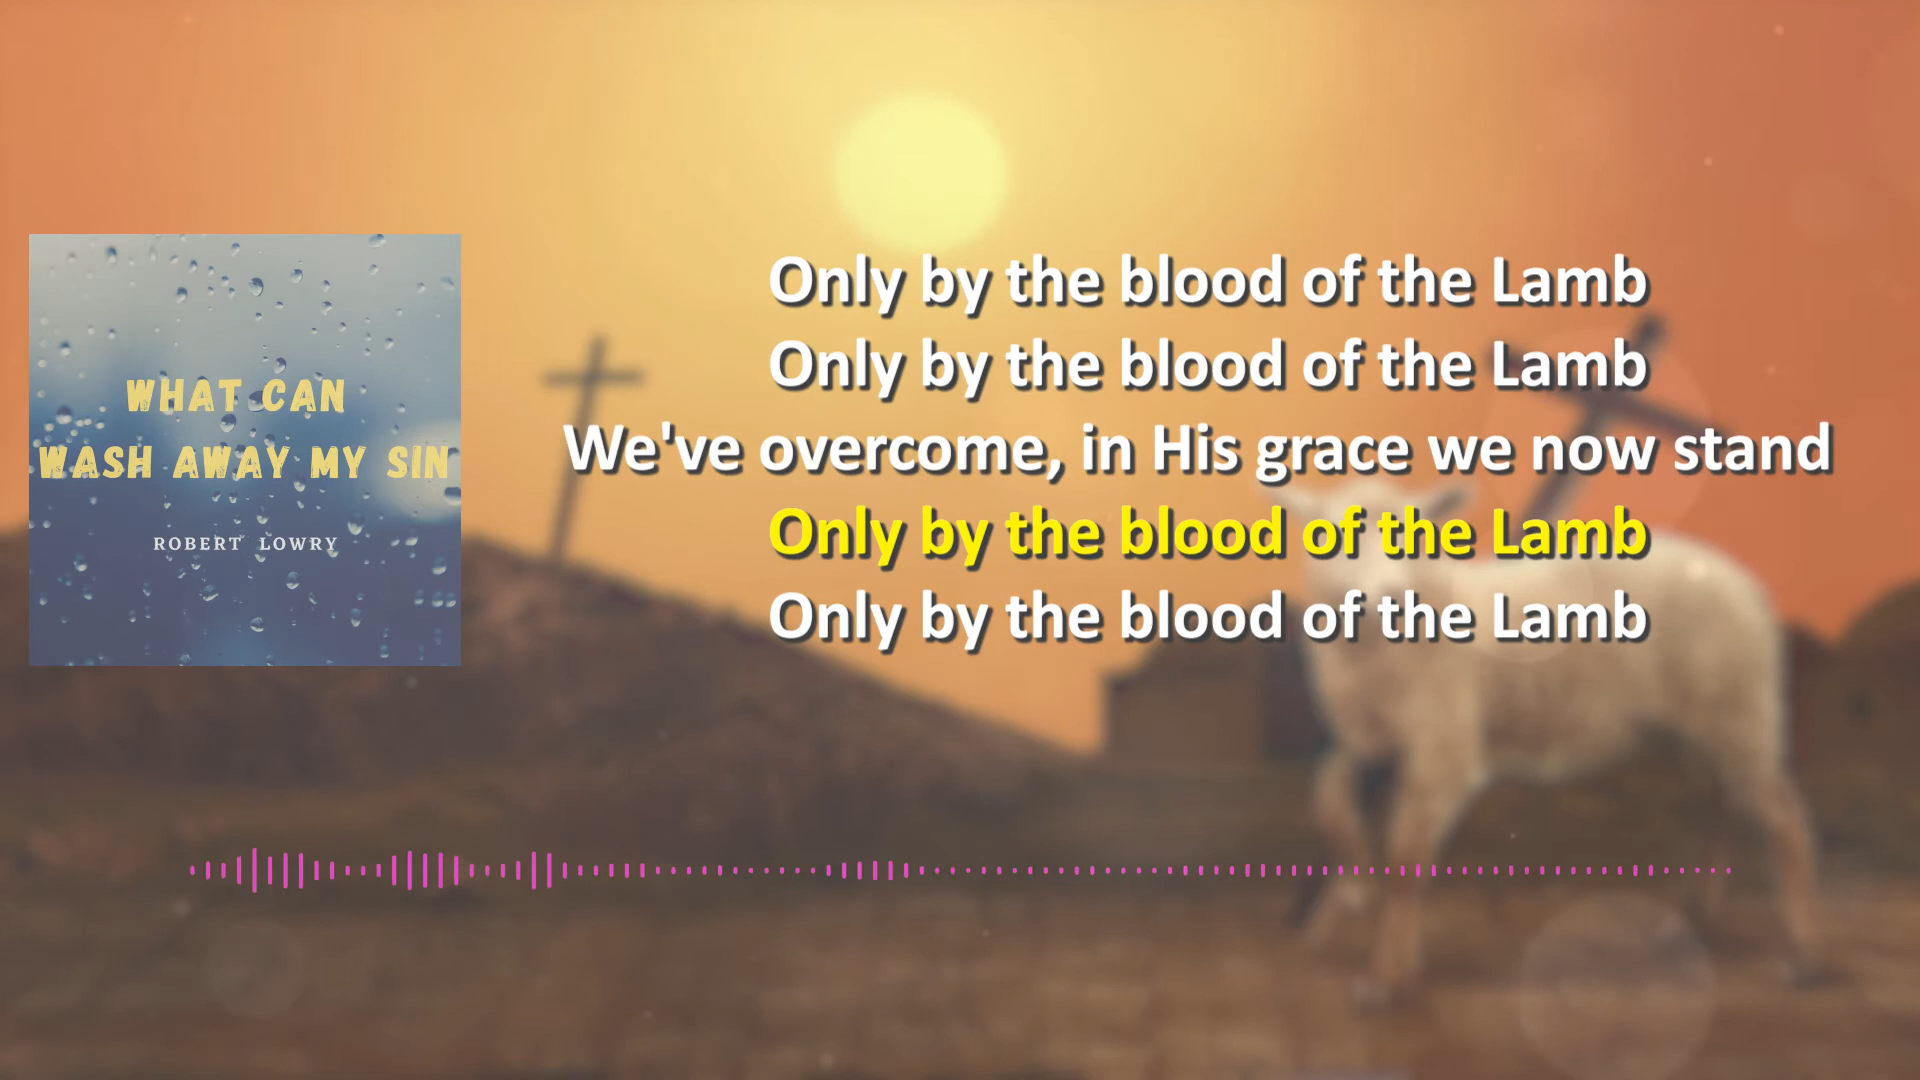 WHAT CAN
WASH AWAY MY SIN
ROBERT LOWRY
Only by the blood of the Lamb
Only by the blood of the Lamb
We've overcome, in His grace we now stand
Only by the blood of the Lamb
Only by the blood of the Lamb